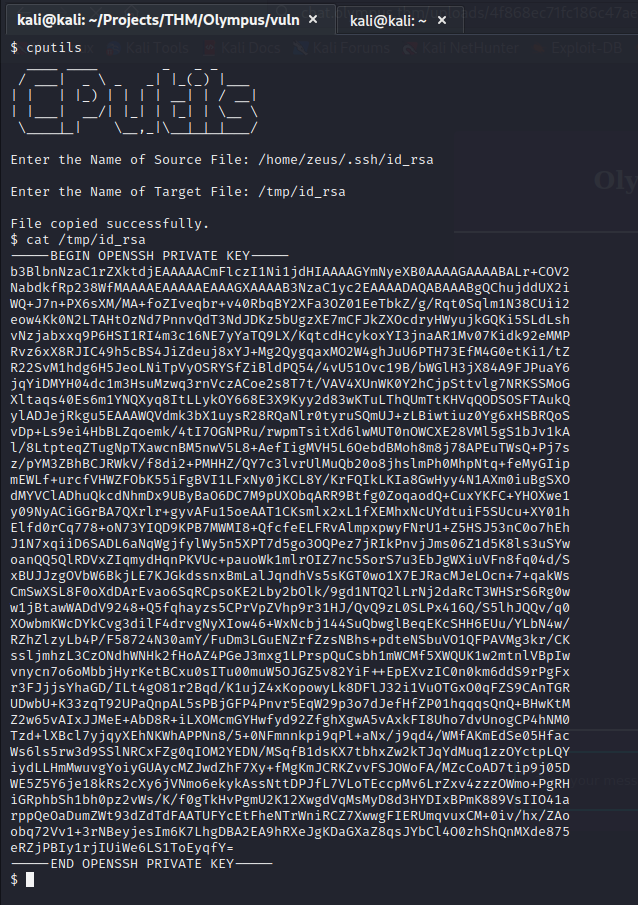 kali@kali: ~/Projects/THM/Olympus/vuln ×
kali@kali: ~ ×
$ cputils
CPutils
Enter the Name of Source File: /home/zeus/.ssh/id_rsa
Enter the Name of Target File: /tmp/id_rsa
File copied successfully.
$ cat /tmp/id_rsa
-----BEGIN OPENSSH PRIVATE KEY-----
b3BlbnNzaC1rZXktdjEAAAAACmFlczI1Ni1jdHIAAAAGYmNyeXB0AAAAGAAAABALr+COV2
NabdkfRp238WfMAAAAEAAAAAEAAAGXAAAAB3NzaC1yc2EAAAADAQABAAABgQChujddUX2i
WQ+J7n+PX6sXM/MA+foZIveqbr+v40RbqBY2XFa3OZ01EeTbkZ/g/Rqt0Sqlm1N38CUii2
eow4Kk0N2LTAHtOzNd7PnnvQdT3NdJDKz5bUgzXE7mCFJkZXOcdryHWyujkGQKi5SLdLsh
vNzjabxxq9P6HSI1RI4m3c16NE7yYaTQ9LX/KqtcdHcykoxYI3jnaAR1Mv07Kidk92eMMP
Rvz6xX8RJIC49h5cBS4JiZdeuj8xYJ+Mg2QygqaxMO2W4ghJuU6PTH73EfM4G0etKi1/tZ
R22SvM1hdg6H5JeoLNiTpVyOSRYSfZiBldPQ54/4vU51Ovc19B/bWGlH3jX84A9FJPuaY6
jqYiDMYH04dc1m3HsuMzwq3rnVczACoe2s8T7t/VAV4XUnWK0Y2hCjpSttvlg7NRKSSMoG
Xltaqs40Es6m1YNQXyq8ItLLykOY668E3X9Kyy2d83wKTuLThQUmTtKHVqQODSOSFTAukQ
ylADJejRkgu5EAAAWQVdmk3bX1uysR28RQaNlr0tyruSQmUJ+zLBiwtiuz0Yg6xHSBRQoS
vDp+Ls9ei4HbBLZqoemk/4tI7OGNPRu/rwpmTsitXd6lwMUT0nOWCXE28VMl5gS1bJv1kA
l/8LtpteqZTugNpTXawcnBM5nwV5L8+AefIigMVH5L6OebdBMoh8m8j78APEuTWsQ+Pj7s
z/pYM3ZBhBCJRWkV/f8di2+PMHHZ/QY7c3lvrUlMuQb20o8jhslmPh0MhpNtq+feMyGIip
mEWLf+urcfVHWZFObK55iFgBVI1LFxNy0jKCL8Y/KrFQIkLKIa8GwHyy4N1AXm0iuBgSXO
dMYVClADhuQkcdNhmDx9UByBaO6DC7M9pUXObqARR9Btfg0ZoqaodQ+CuxYKFC+YHOXwe1
y09NyACiGGrBA7QXrlr+gyvAFu15oeAAT1CKsmlx2xL1fXEMhxNcUYdtuiF5SUcu+XY01h
Elfd0rCq778+oN73YIQD9KPB7MWMI8+QfcfeELFRvAlmpxpwyFNrU1+Z5HSJ53nC0o7hEh
J1N7xqiiD6SADL6aNqWgjfylWy5n5XPT7d5go3OQPez7jRIkPnvjJms06Z1d5K8ls3uSYw
oanQQ5QlRDVxZIqmydHqnPKVUc+pauoWk1mlrOIZ7nc5SorS7u3EbJgWXiuVFn8fq04d/S
xBUJJzgOVbW6BkjLE7KJGkdssnxBmLalJqndhVs5sKGT0wo1X7EJRacMJeLOcn+7+qakWs
CmSwXSL8F0oXdDArEvao6SqRCpsoKE2Lby2bOlk/9gd1NTQ2lLrNj2daRcT3WHSrS6Rg0w
w1jBtawWADdV9248+Q5fqhayzs5CPrVpZVhp9r31HJ/QvQ9zL0SLPx416Q/S5lhJQQv/q0
XOwbmKWcDYkCvg3dilF4drvgNyXIow46+WxNcbj144SuQbwglBeqEKcSHH6EUu/YLbN4w/
RZhZlzyLb4P/F58724N30amY/FuDm3LGuENZrfZzsNBhs+pdteNSbuVO1QFPAVMg3kr/CK
ssljmhzL3CzONdhWNHk2fHoAZ4PGeJ3mxg1LPrspQuCsbh1mWCMf5XWQUK1w2mtnlVBpIw
vnycn7o6oMbbjHyrKetBCxu0sITu00muW5OJGZ5v82YiF++EpEXvzIC0n0km6ddS9rPgFx
r3FJjjsYhaGD/ILt4gO81r2Bqd/K1ujZ4xKopowyLk8DFlJ32i1VuOTGxO0qFZS9CAnTGR
UDwbU+K33zqT92UPaQnpAL5sPBjGFP4Pnvr5EqW29p3o7dJefHfZP01hqqqsQnQ+BHwKtM
Z2w65vAIxJJMeE+AbD8R+iLXOMcmGYHwfyd92ZfghXgwA5vAxkFI8Uho7dvUnogCP4hNM0
Tzd+lXBcl7yjqyXEhNKWhAPPNn8/5+0NFmnnkpi9qPl+aNx/j9qd4/WMfAKmEdSe05Hfac
Ws6ls5rw3d9SSlNRCxFZg0qIOM2YEDN/MSqfB1dsKX7tbhxZw2kTJqYdMuq1zzOYctpLQY
iydLLHmMwuvgYoiyGUAycMZJwdZhF7Xy+fMgKmJCRKZvvFSJOWoFA/MZcCoAD7tip9j05D
WE5Z5Y6je18kRs2cXy6jVNmo6ekykAssNttDPJfL7VLoTEccpMv6LrZxv4zzzOWmo+PgRH
iGRphbSh1bh0pz2vWs/K/f0gTkHvPgmU2K12XwgdVqMsMyD8d3HYDIxBPmK889VsIIO41a
rppQeOaDumZWt93dZdTdFAATUFYcEtFheNTrWniRCZ7XwwgFIERUmqvuxCM+0iv/hx/ZAo
obq72Vv1+3rNBeyjesIm6K7LhgDBA2EA9hRXeJgKDaGXaZ8qsJYbCl4O0zhShQnMXde875
eRZjPBIy1rjIUiWe6LS1ToEyqfY=
-----END OPENSSH PRIVATE KEY-----
$